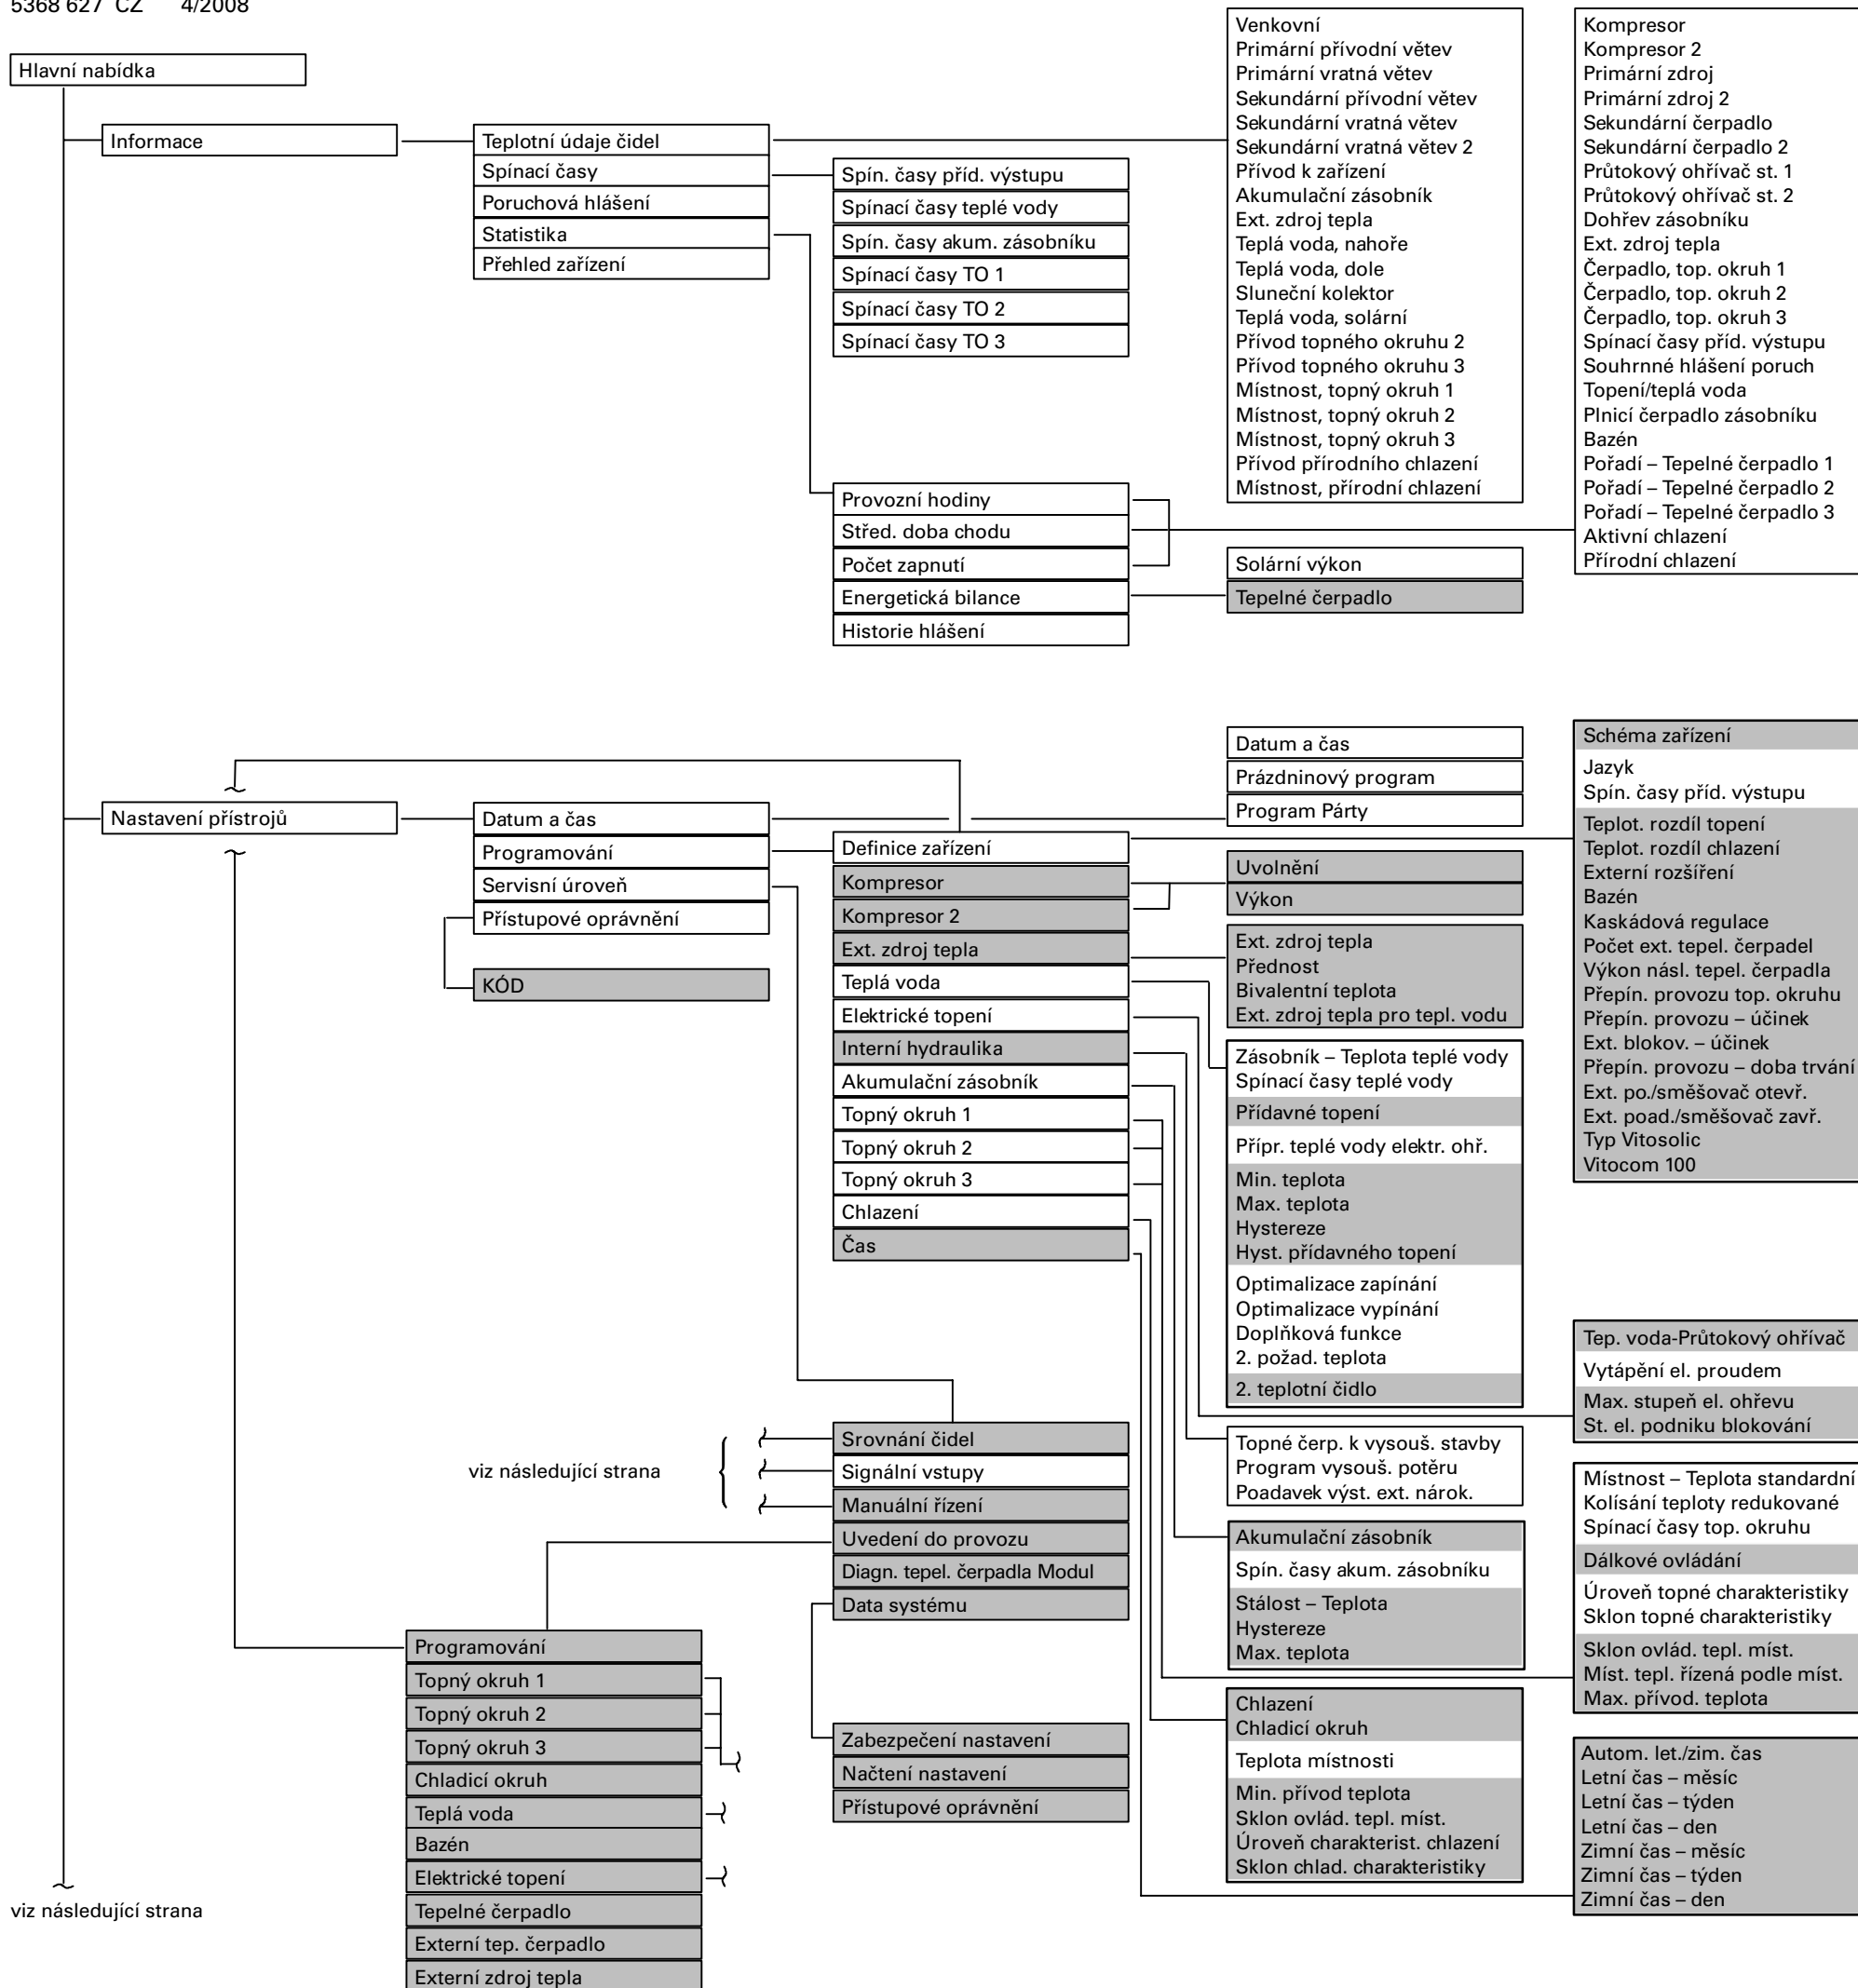 5368 627 CZ 4/2008
Hlavní nabídka
Informace
Teplotní údaje čidel
Spínací časy
Poruchová hlášení
Statistika
Přehled zařízení
Spín. časy příd. výstupu
Spínací časy teplé vody
Spín. časy akum. zásobníku
Spínací časy TO 1
Spínací časy TO 2
Spínací časy TO 3
Provozní hodiny
Střed. doba chodu
Počet zapnutí
Energetická bilance
Historie hlášení
Venkovní
Primární přívodní větev
Primární vratná větev
Sekundární přívodní větev
Sekundární vratná větev
Sekundární vratná větev 2
Přívod k zařízení
Akumulační zásobník
Ext. zdroj tepla
Teplá voda, nahoře
Teplá voda, dole
Sluneční kolektor
Teplá voda, solární
Přívod topného okruhu 2
Přívod topného okruhu 3
Místnost, topný okruh 1
Místnost, topný okruh 2
Místnost, topný okruh 3
Přívod přírodního chlazení
Místnost, přírodní chlazení
Solární výkon
Tepelné čerpadlo
Kompresor
Kompresor 2
Primární zdroj
Primární zdroj 2
Sekundární čerpadlo
Sekundární čerpadlo 2
Průtokový ohřívač st. 1
Průtokový ohřívač st. 2
Dohřev zásobníku
Ext. zdroj tepla
Čerpadlo, top. okruh 1
Čerpadlo, top. okruh 2
Čerpadlo, top. okruh 3
Spínací časy příd. výstupu
Souhrnné hlášení poruch
Topení/teplá voda
Plnicí čerpadlo zásobníku
Bazén
Pořadí – Tepelné čerpadlo 1
Pořadí – Tepelné čerpadlo 2
Pořadí – Tepelné čerpadlo 3
Aktivní chlazení
Přírodní chlazení
Nastavení přístrojů
Datum a čas
Programování
Servisní úroveň
Přístupové oprávnění
KÓD
Definice zařízení
Kompresor
Kompresor 2
Ext. zdroj tepla
Teplá voda
Elektrické topení
Interní hydraulika
Akumulační zásobník
Topný okruh 1
Topný okruh 2
Topný okruh 3
Chlazení
Čas
Datum a čas
Prázdninový program
Program Párty
Uvolnění
Výkon
Ext. zdroj tepla
Přednost
Bivalentní teplota
Ext. zdroj tepla pro tepl. vodu
Zásobník – Teplota teplé vody
Spínací časy teplé vody
Přídavné topení
Přípr. teplé vody elektr. ohř.
Min. teplota
Max. teplota
Hystereze
Hyst. přídavného topení
Optimalizace zapínání
Optimalizace vypínání
Doplňková funkce
2. požad. teplota
2. teplotní čidlo
Topné čerp. k vysouš. stavby
Program vysouš. potěru
Poadavek výst. ext. nárok.
Akumulační zásobník
Spín. časy akum. zásobníku
Stálost – Teplota
Hystereze
Max. teplota
Chlazení
Chladicí okruh
Teplota místnosti
Min. přívod teplota
Sklon ovlád. tepl. míst.
Úroveň charakterist. chlazení
Sklon chlad. charakteristiky
Schéma zařízení
Jazyk
Spín. časy příd. výstupu
Teplot. rozdíl topení
Teplot. rozdíl chlazení
Externí rozšíření
Bazén
Kaskádová regulace
Počet ext. tepel. čerpadel
Výkon násl. tepel. čerpadla
Přepín. provozu top. okruhu
Přepín. provozu – účinek
Ext. blokov. – účinek
Přepín. provozu – doba trvání
Ext. po./směšovač otevř.
Ext. poad./směšovač zavř.
Typ Vitosolic
Vitocom 100
Tep. voda-Průtokový ohřívač
Vytápění el. proudem
Max. stupeň el. ohřevu
St. el. podniku blokování
Místnost – Teplota standardní
Kolísání teploty redukované
Spínací časy top. okruhu
Dálkové ovládání
Úroveň topné charakteristiky
Sklon topné charakteristiky
Sklon ovlád. tepl. míst.
Míst. tepl. řízená podle míst.
Max. přívod. teplota
Autom. let./zim. čas
Letní čas – měsíc
Letní čas – týden
Letní čas – den
Zimní čas – měsíc
Zimní čas – týden
Zimní čas – den
viz následující strana
Srovnání čidel
Signální vstupy
Manuální řízení
Uvedení do provozu
Diagn. tepel. čerpadla Modul
Data systému
Zabezpečení nastavení
Načtení nastavení
Přístupové oprávnění
Programování
Topný okruh 1
Topný okruh 2
Topný okruh 3
Chladicí okruh
Teplá voda
Bazén
Elektrické topení
Tepelné čerpadlo
Externí tep. čerpadlo
Externí zdroj tepla
viz následující strana